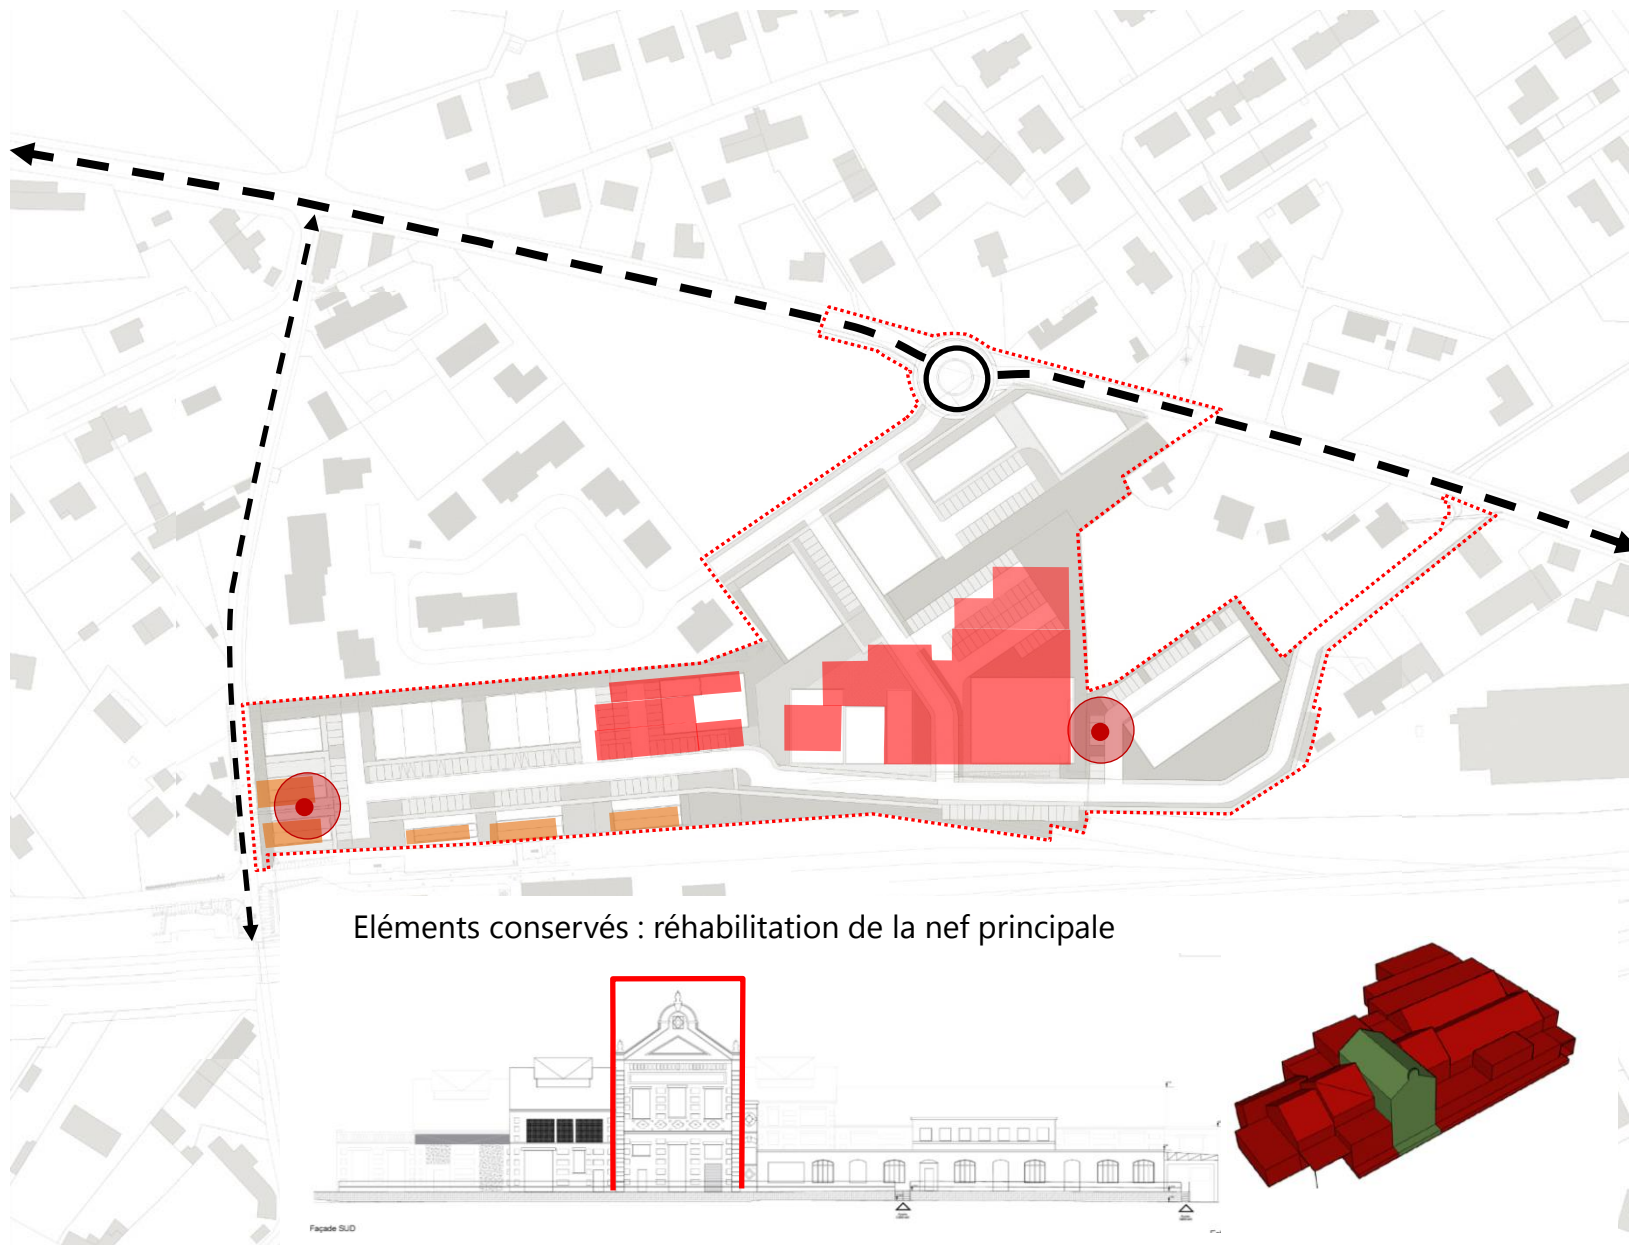 Eléments conservés : réhabilitation de la nef principale
Façade SUD